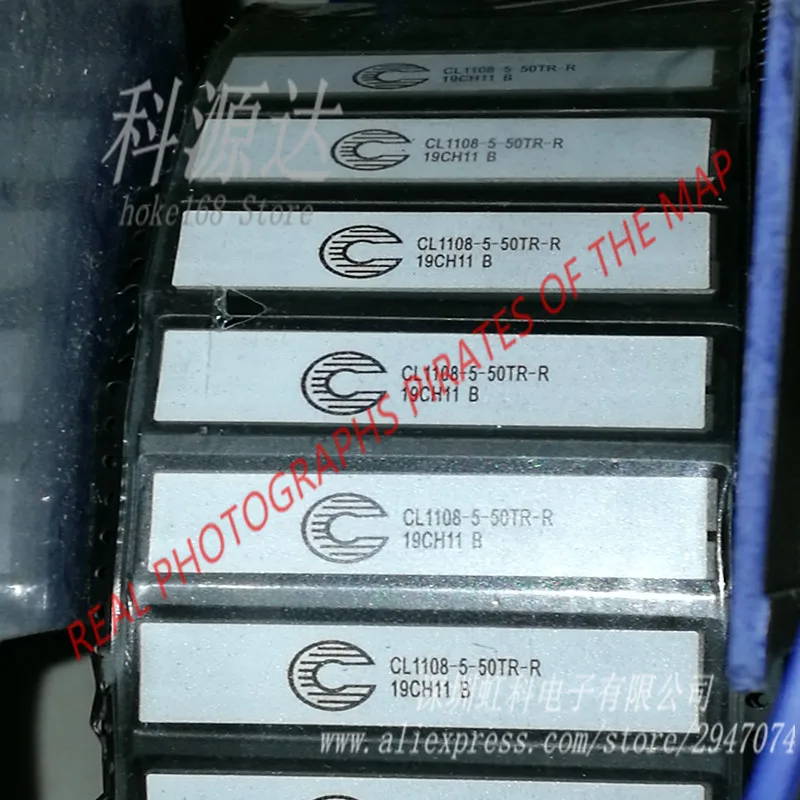 CL1108-5-50TR-R
19CH11 B
科源达
hoke168 Store
CL1108-5-50TR-R
19CH11 B
CL1108-5-50TR-R
19CH11 B
REAL PHOTOGRAPHS PIRATES OF THE MAP
CL1108-5-50TR-R
19CH11 B
CL1108-5-50TR-R
19CH11 B
CL1108-5-50TR-R
19CH11 B
深圳虹科电子有限公司
www.aliexpress.com/store/2947074